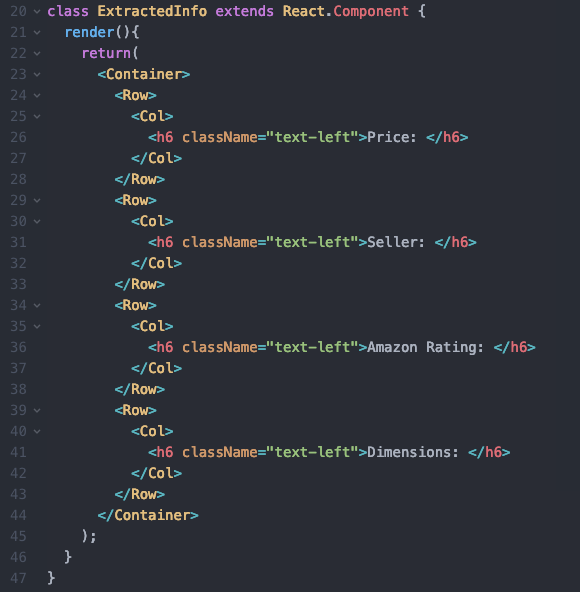 20 class ExtractedInfo extends React.Component {
21   render(){
22     return(
23       <Container>
24         <Row>
25           <Col>
26             <h6 className="text-left">Price: </h6>
27           </Col>
28         </Row>
29         <Row>
30           <Col>
31             <h6 className="text-left">Seller: </h6>
32           </Col>
33         </Row>
34         <Row>
35           <Col>
36             <h6 className="text-left">Amazon Rating: </h6>
37           </Col>
38         </Row>
39         <Row>
40           <Col>
41             <h6 className="text-left">Dimensions: </h6>
42           </Col>
43         </Row>
44       </Container>
45     );
46   }
47 }